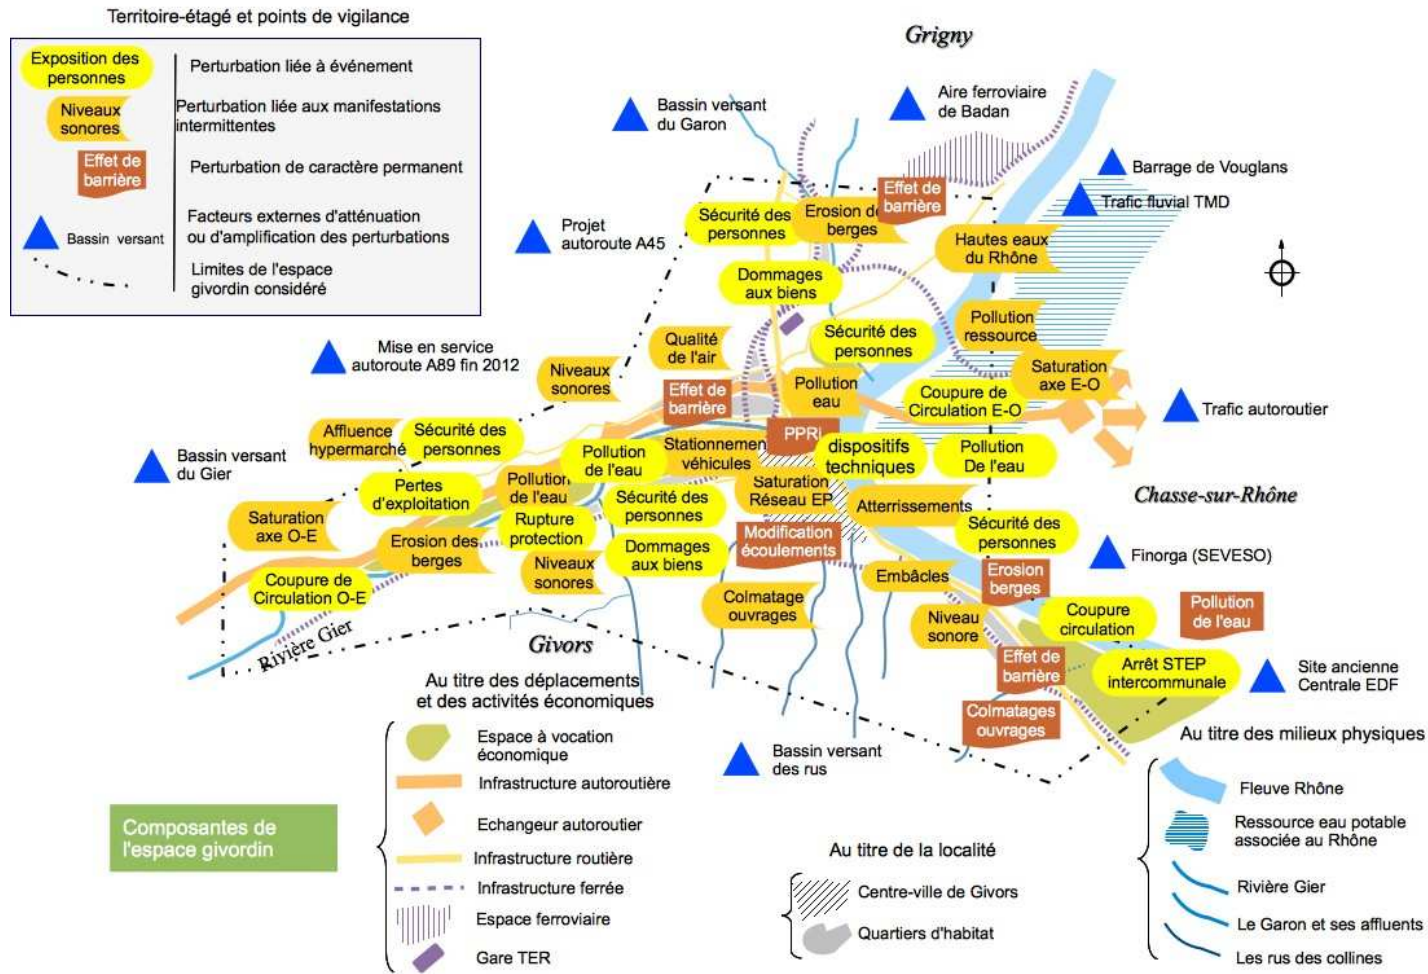 Territoire-étagé et points de vigilance
Exposition des
personnes
Perturbation liée à événement
Niveaux
sonores
Perturbation liée aux manifestations
intermittentes
Effet de
barrière
Perturbation de caractère permanent
Bassin versant
Facteurs externes d'atténuation
ou d'amplification des perturbations
Limites de l'espace
givordin considéré
Grigny
Bassin versant
du Garon
Aire ferroviaire
de Badan
Barrage de Vouglans
Trafic fluvial TMD
Projet
autoroute A45
Sécurité des
personnes
Erosion des
berges
Effet de
barrière
Hautes eaux
du Rhône
Dommages
aux biens
Pollution
ressource
Mise en service
autoroute A89 fin 2012
Niveaux
sonores
Qualité
de l'air
Sécurité des
personnes
Effet de
barrière
Pollution
eau
Saturation
axe E-O
Coupure de
Circulation E-O
Trafic autoroutier
Affluence
hypermarché
Sécurité des
personnes
Bassin versant
du Gier
Pertes
d'exploitation
Pollution
de l'eau
Pollution
de l'eau
Stationnement
véhicules
PPRi
dispositifs
techniques
Pollution
De l'eau
Saturation
Réseau EP
Chasse-sur-Rhône
Saturation
axe O-E
Erosion des
berges
Rupture
protection
Sécurité des
personnes
Atterrissements
Modification
écoulements
Sécurité des
personnes
Finorga (SEVESO)
Coupure de
Circulation O-E
Niveaux
sonores
Dommages
aux biens
Colmatage
ouvrages
Embâcles
Erosion
berges
Niveau
sonore
Coupure
circulation
Pollution
de l'eau
Rivière Gier
Givors
Effet de
barrière
Arrêt STEP
intercommunale
Site ancienne
Centrale EDF
Colmatages
ouvrages
Bassin versant
des rus
Au titre des déplacements
et des activités économiques
Espace à vocation
économique
Infrastructure autoroutière
Echangeur autoroutier
Infrastructure routière
Infrastructure ferrée
Espace ferroviaire
Gare TER
Composantes de
l'espace givordin
Au titre de la localité
Centre-ville de Givors
Quartiers d'habitat
Au titre des milieux physiques
Fleuve Rhône
Ressource eau potable
associée au Rhône
Rivière Gier
Le Garon et ses affluents
Les rus des collines